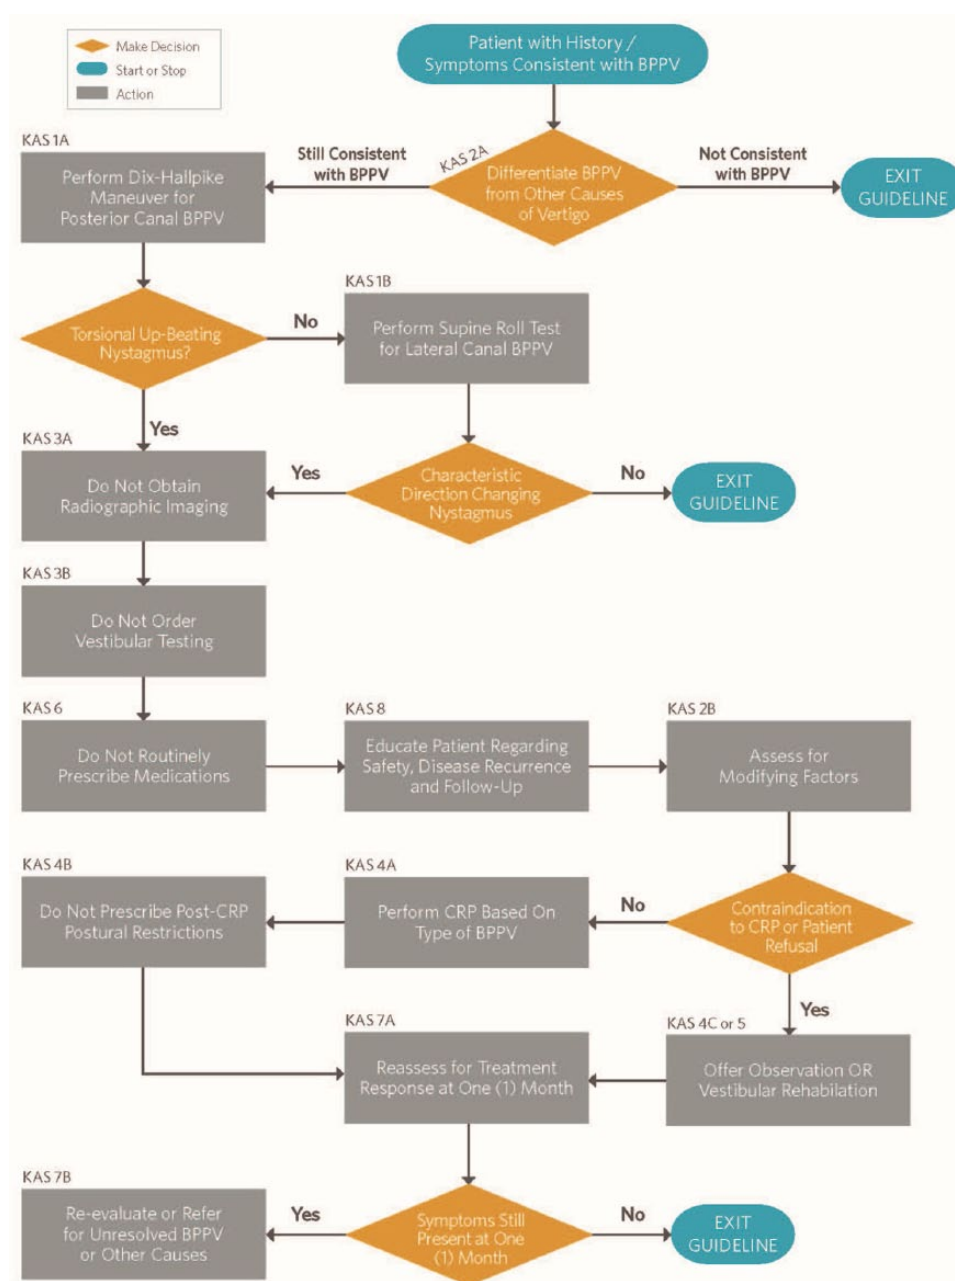 Make Decision
Start or Stop
Action
Patient with History /
Symptoms Consistent with BPPV
KAS 1A
Perform Dix-Hallpike
Maneuver for
Posterior Canal BPPV
Still Consistent
with BPPV
KAS 2A
Differentiate BPPV
from Other Causes
of Vertigo
Not Consistent
with BPPV
EXIT
GUIDELINE
Torsional Up-Beating
Nystagmus?
No
KAS 1B
Perform Supine Roll Test
for Lateral Canal BPPV
Yes
KAS 3A
Do Not Obtain
Radiographic Imaging
Yes
Characteristic
Direction Changing
Nystagmus
No
EXIT
GUIDELINE
KAS 3B
Do Not Order
Vestibular Testing
KAS 6
Do Not Routinely
Prescribe Medications
KAS 8
Educate Patient Regarding
Safety, Disease Recurrence
and Follow-Up
KAS 2B
Assess for
Modifying Factors
KAS 4B
Do Not Prescribe Post-CRP
Postural Restrictions
KAS 4A
Perform CRP Based On
Type of BPPV
No
Contraindication
to CRP or Patient
Refusal
Yes
KAS 7A
Reassess for Treatment
Response at One (1) Month
KAS 4C or 5
Offer Observation OR
Vestibular Rehabilation
KAS 7B
Re-evaluate or Refer
for Unresolved BPPV
or Other Causes
Yes
Symptoms Still
Present at One
(1) Month
No
EXIT
GUIDELINE